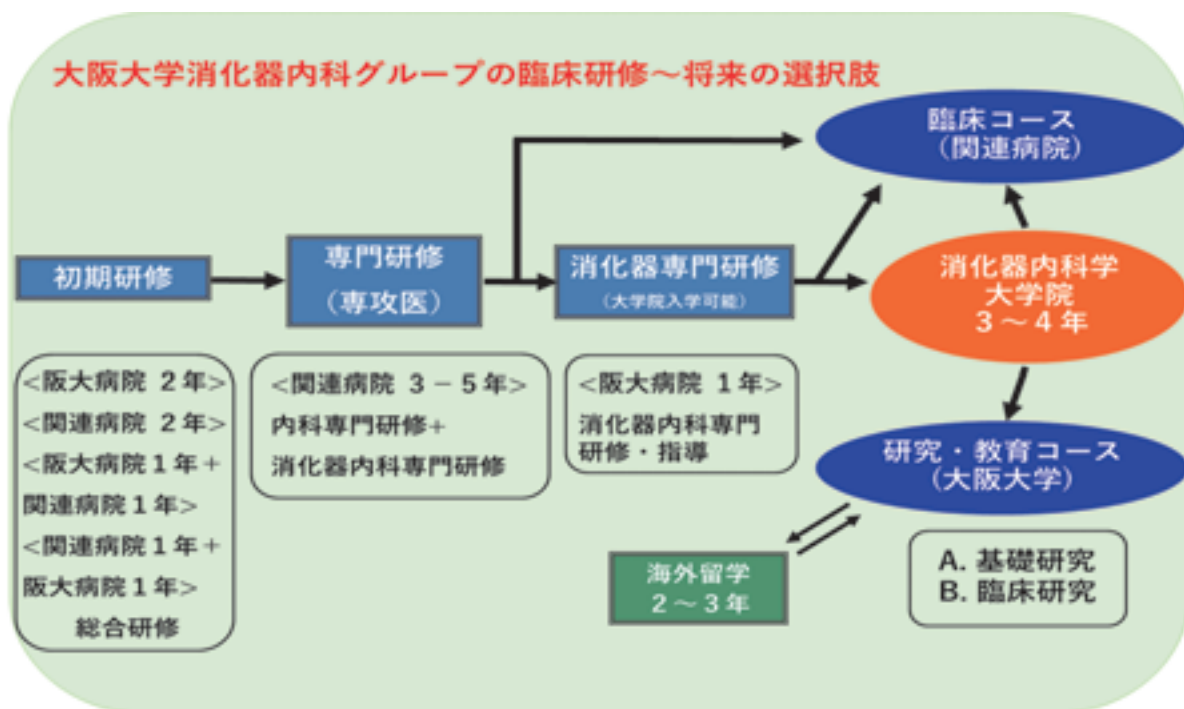 大阪大学消化器内科グループの臨床研修～将来の選択肢
臨床コース
（関連病院）
初期研修
専門研修
（専攻医）
消化器専門研修
（大学院入学可能）
消化器内科学
大学院
3～4年
<阪大病院 2年>
<関連病院 2年>
<阪大病院1年＋
関連病院1年>
<関連病院1年＋
阪大病院1年>
総合研修
<関連病院 3－5年>
内科専門研修+
消化器内科専門研修
<阪大病院 1年>
消化器内科専門
研修・指導
研究・教育コース
（大阪大学）
海外留学
2～3年
A. 基礎研究
B. 臨床研究